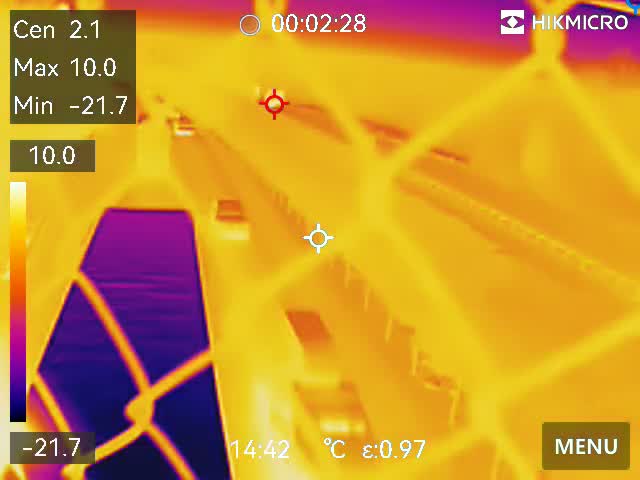 Cen 2.1
Max 10.0
Min -21.7
00:02:28
HIKMICRO
10.0
-21.7
14:42 °C ε:0.97
MENU